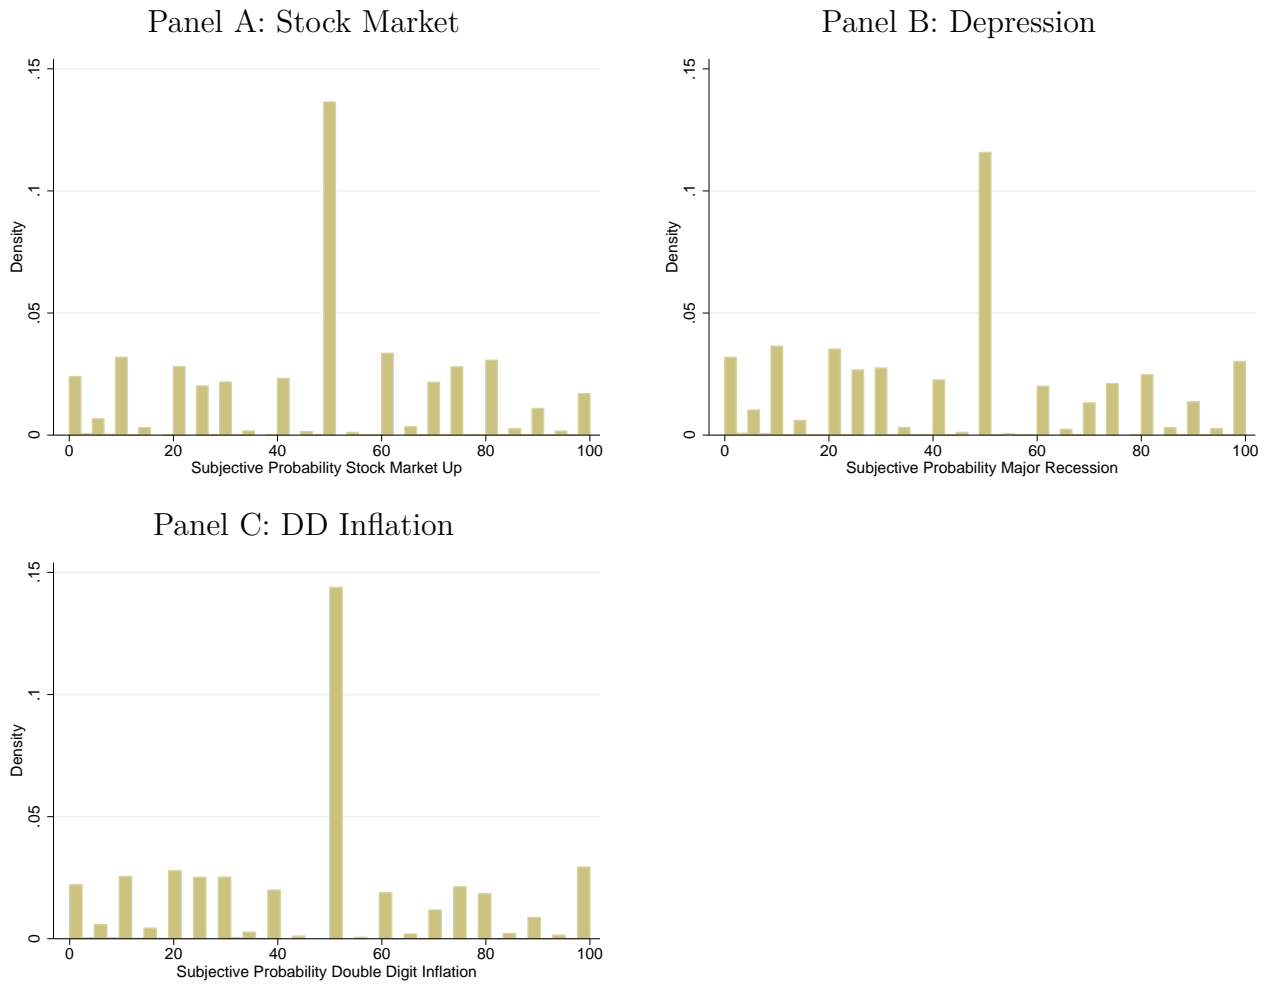 Panel A: Stock Market
.15
.1
.05
0
Density
0 20 40 60 80 100
Subjective Probability Stock Market Up
Panel B: Depression
.15
.1
.05
0
Density
0 20 40 60 80 100
Subjective Probability Major Recession
Panel C: DD Inflation
.15
.1
.05
0
Density
0 20 40 60 80 100
Subjective Probability Double Digit Inflation